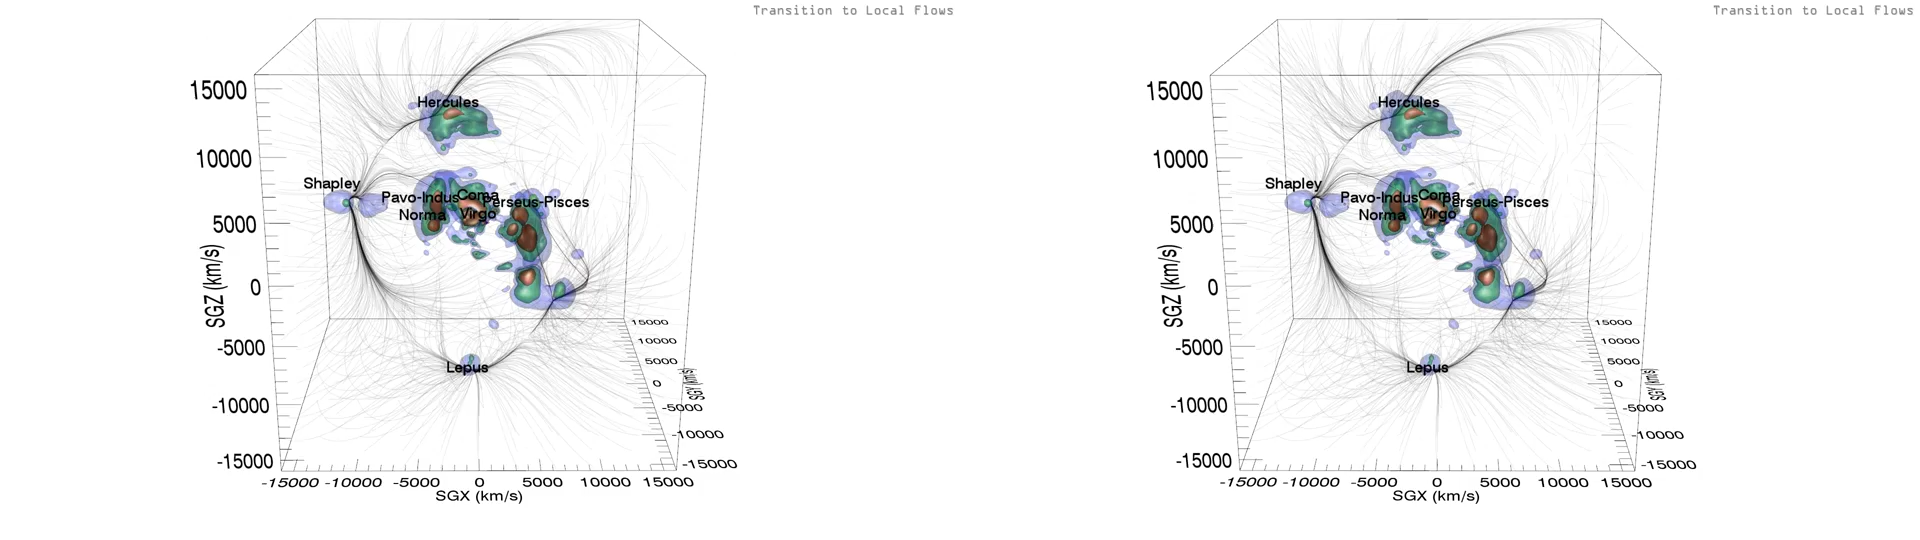 Transition to Local Flows
15000
10000
5000
0
-5000
-10000
-15000
SGZ (km/s)
Hercules
Shapley
Pavo-Indus
Coma
Perseus-Pisces
Norma
Virgo
Lepus
15000
10000
5000
0
-5000
-10000
-15000
SGY (km/s)
-15000 -10000 -5000 0 5000 10000 15000
SGX (km/s)
Transition to Local Flows
15000
10000
5000
0
-5000
-10000
-15000
SGZ (km/s)
Hercules
Shapley
Pavo-Indus
Coma
Perseus-Pisces
Norma
Virgo
Lepus
15000
10000
5000
0
-5000
-10000
-15000
SGY (km/s)
-15000 -10000 -5000 0 5000 10000 15000
SGX (km/s)